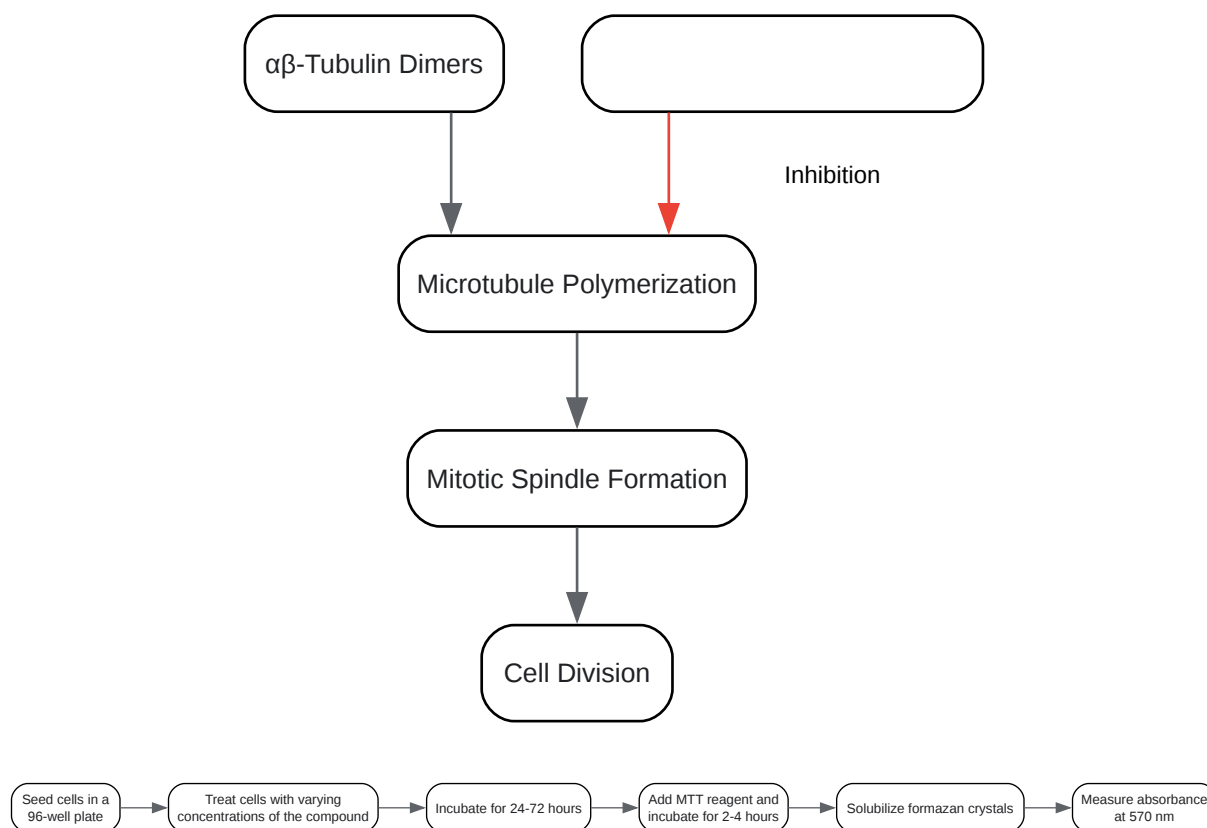 αβ-Tubulin Dimers
Inhibition
Microtubule Polymerization
Mitotic Spindle Formation
Cell Division
Seed cells in a
96-well plate
Treat cells with varying
concentrations of the compound
Incubate for 24-72 hours
Add MTT reagent and
incubate for 2-4 hours
Solubilize formazan crystals
Measure absorbance
at 570 nm